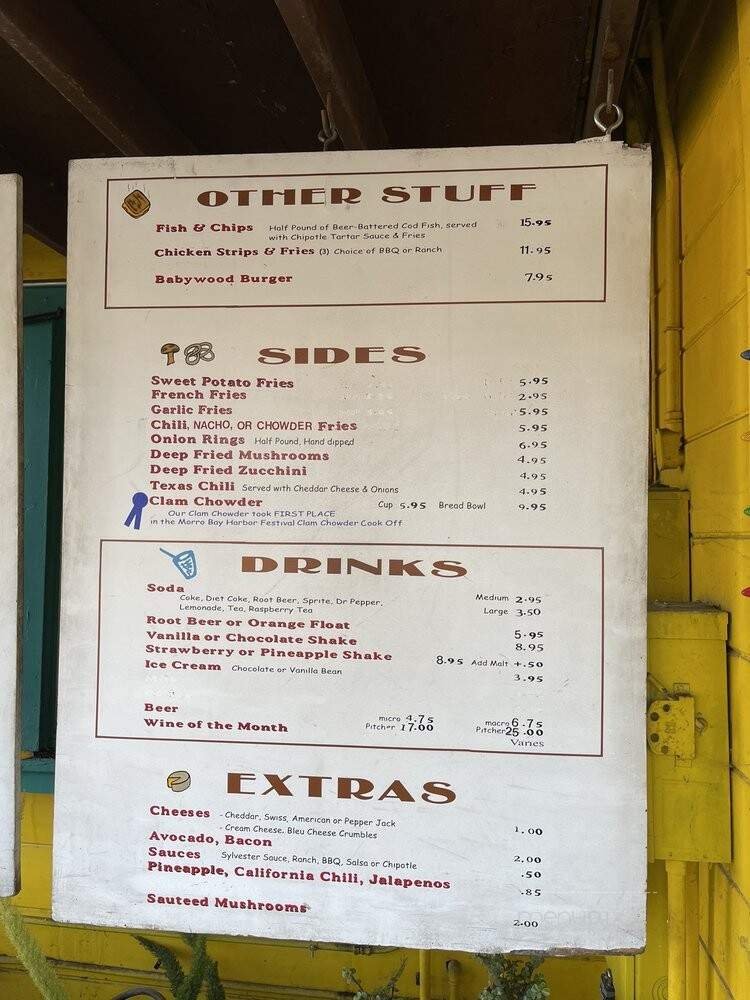 OTHER STUFF
Fish & Chips Half Pound of Beer-Battered Cod Fish, served 15.95
with Chipotle Tartar Sauce & Fries
Chicken Strips & Fries (3) Choice of BBQ or Ranch 11.95
Babywood Burger 7.95
SIDES
Sweet Potato Fries 5.95
French Fries 2.95
Garlic Fries 5.95
Chili, NACHO, OR CHOWDER Fries 5.95
Onion Rings Half Pound, Hand dipped 6.95
Deep Fried Mushrooms 4.95
Deep Fried Zucchini 4.95
Texas Chili Served with Cheddar Cheese & Onions 4.95
Clam Chowder Cup 5.95 Bread Bowl 9.95
Our Clam Chowder took FIRST PLACE
in the Morro Bay Harbor Festival Clam Chowder Cook Off
DRINKS
Soda
Coke, Diet Coke, Root Beer, Sprite, Dr Pepper, Medium 2.95
Lemonade, Tea, Raspberry Tea Large 3.50
Root Beer or Orange Float 5.95
Vanilla or Chocolate Shake 8.95
Strawberry or Pineapple Shake 8.95 Add Malt +.50
Ice Cream Chocolate or Vanilla Bean 3.95
Beer micro 4.75 macro 6.75
Pitcher 17.00 Pitcher 25.00
Wine of the Month Varies
EXTRAS
Cheeses - Cheddar, Swiss, American or Pepper Jack
- Cream Cheese, Bleu Cheese Crumbles 1.00
Avocado, Bacon 2.00
Sauces Sylvester Sauce, Ranch, BBQ, Salsa or Chipotle .50
Pineapple, California Chili, Jalapenos .85
Sauteed Mushrooms 2.00